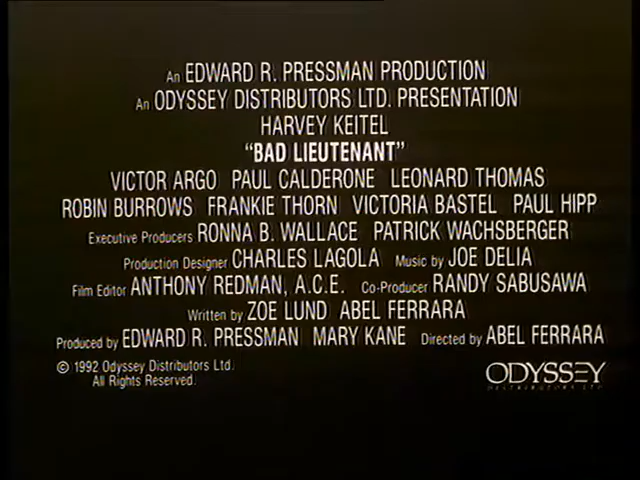 An EDWARD R. PRESSMAN PRODUCTION
An ODYSSEY DISTRIBUTORS LTD. PRESENTATION
HARVEY KEITEL
"BAD LIEUTENANT"
VICTOR ARGO PAUL CALDERONE LEONARD THOMAS
ROBIN BURROWS FRANKIE THORN VICTORIA BASTEL PAUL HIPP
Executive Producers RONNA B. WALLACE PATRICK WACHSBERGER
Production Designer CHARLES LAGOLA Music by JOE DELIA
Film Editor ANTHONY REDMAN, A.C.E. Co-Producer RANDY SABUSAWA
Written by ZOE LUND ABEL FERRARA
Produced by EDWARD R. PRESSMAN MARY KANE Directed by ABEL FERRARA
© 1992 Odyssey Distributors Ltd.
All Rights Reserved.
ODYSSEY
DISTRIBUTORS LTD